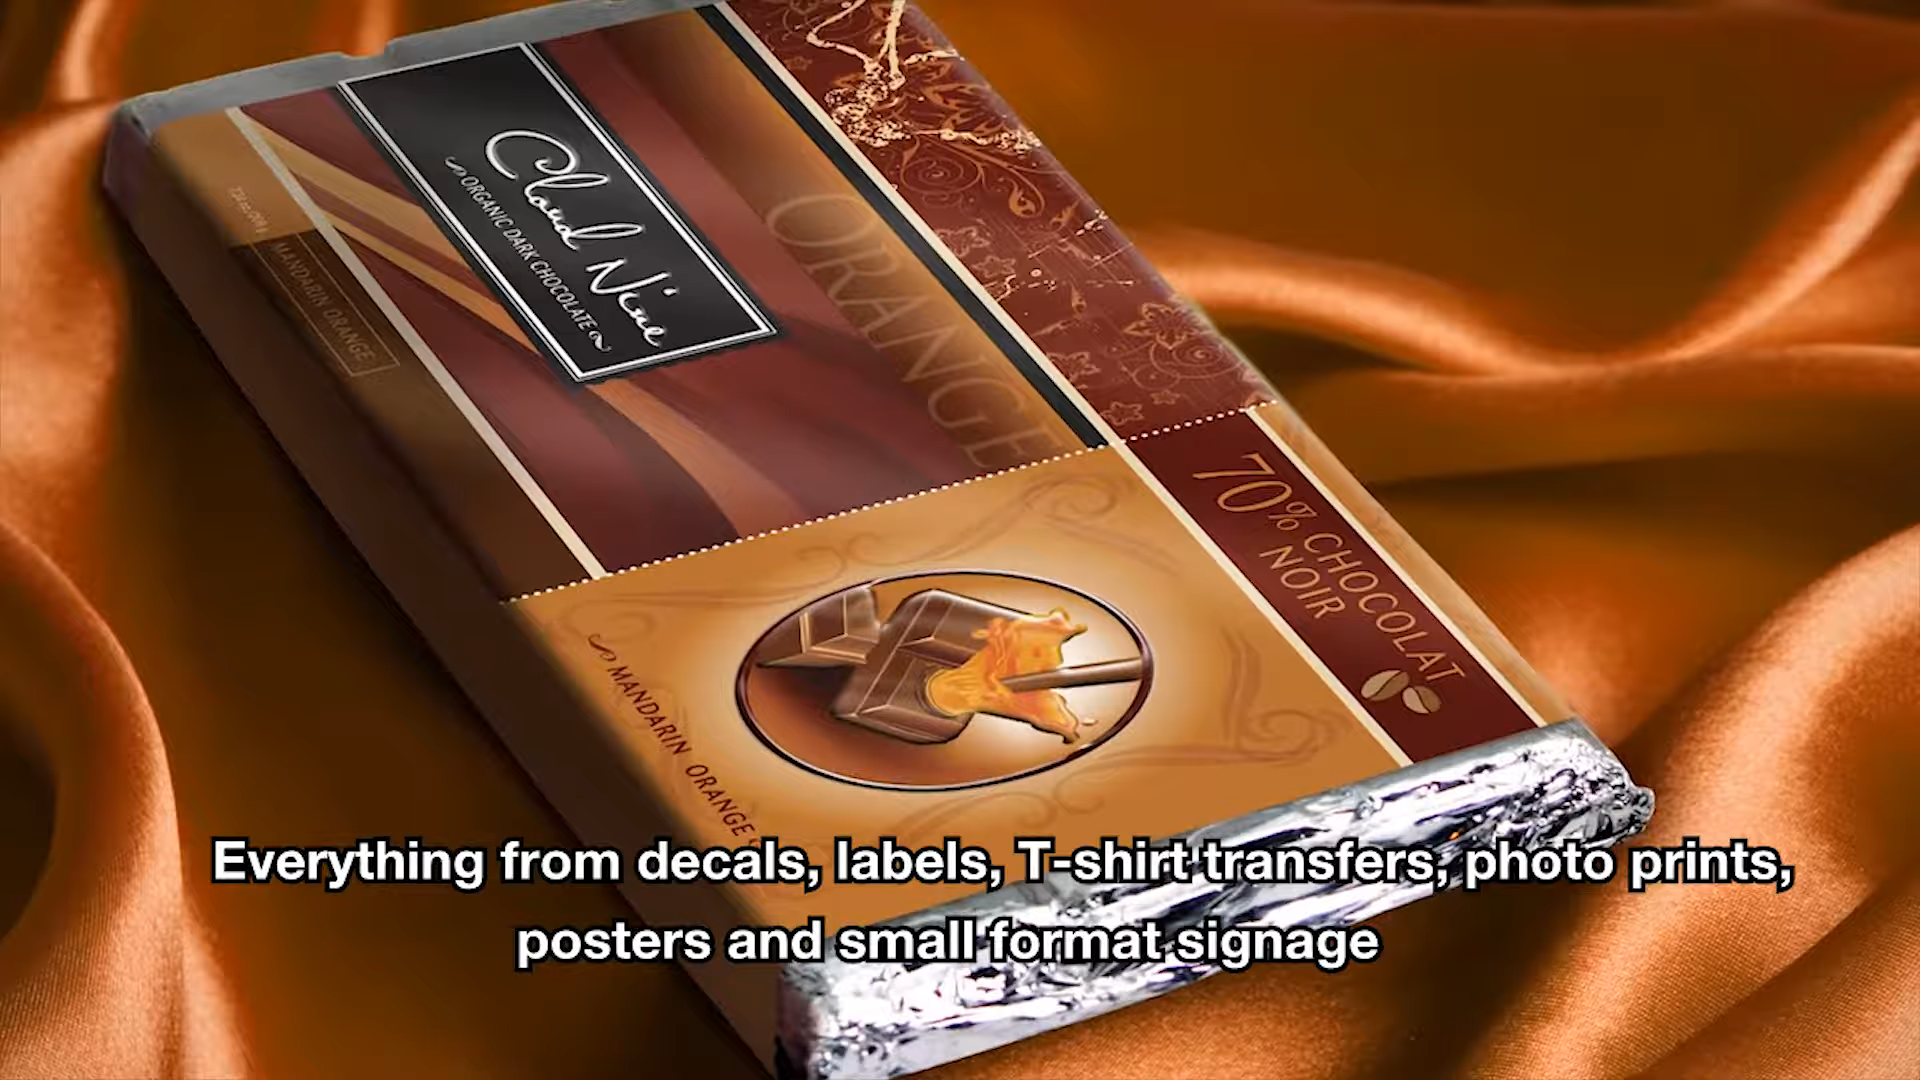 Cloud Nine
ORGANIC DARK CHOCOLATE
ORANGE
MANDARIN ORANGE
70% CHOCOLAT
NOIR
MANDARIN ORANGE
Everything from decals, labels, T-shirt transfers, photo prints,
posters and small format signage